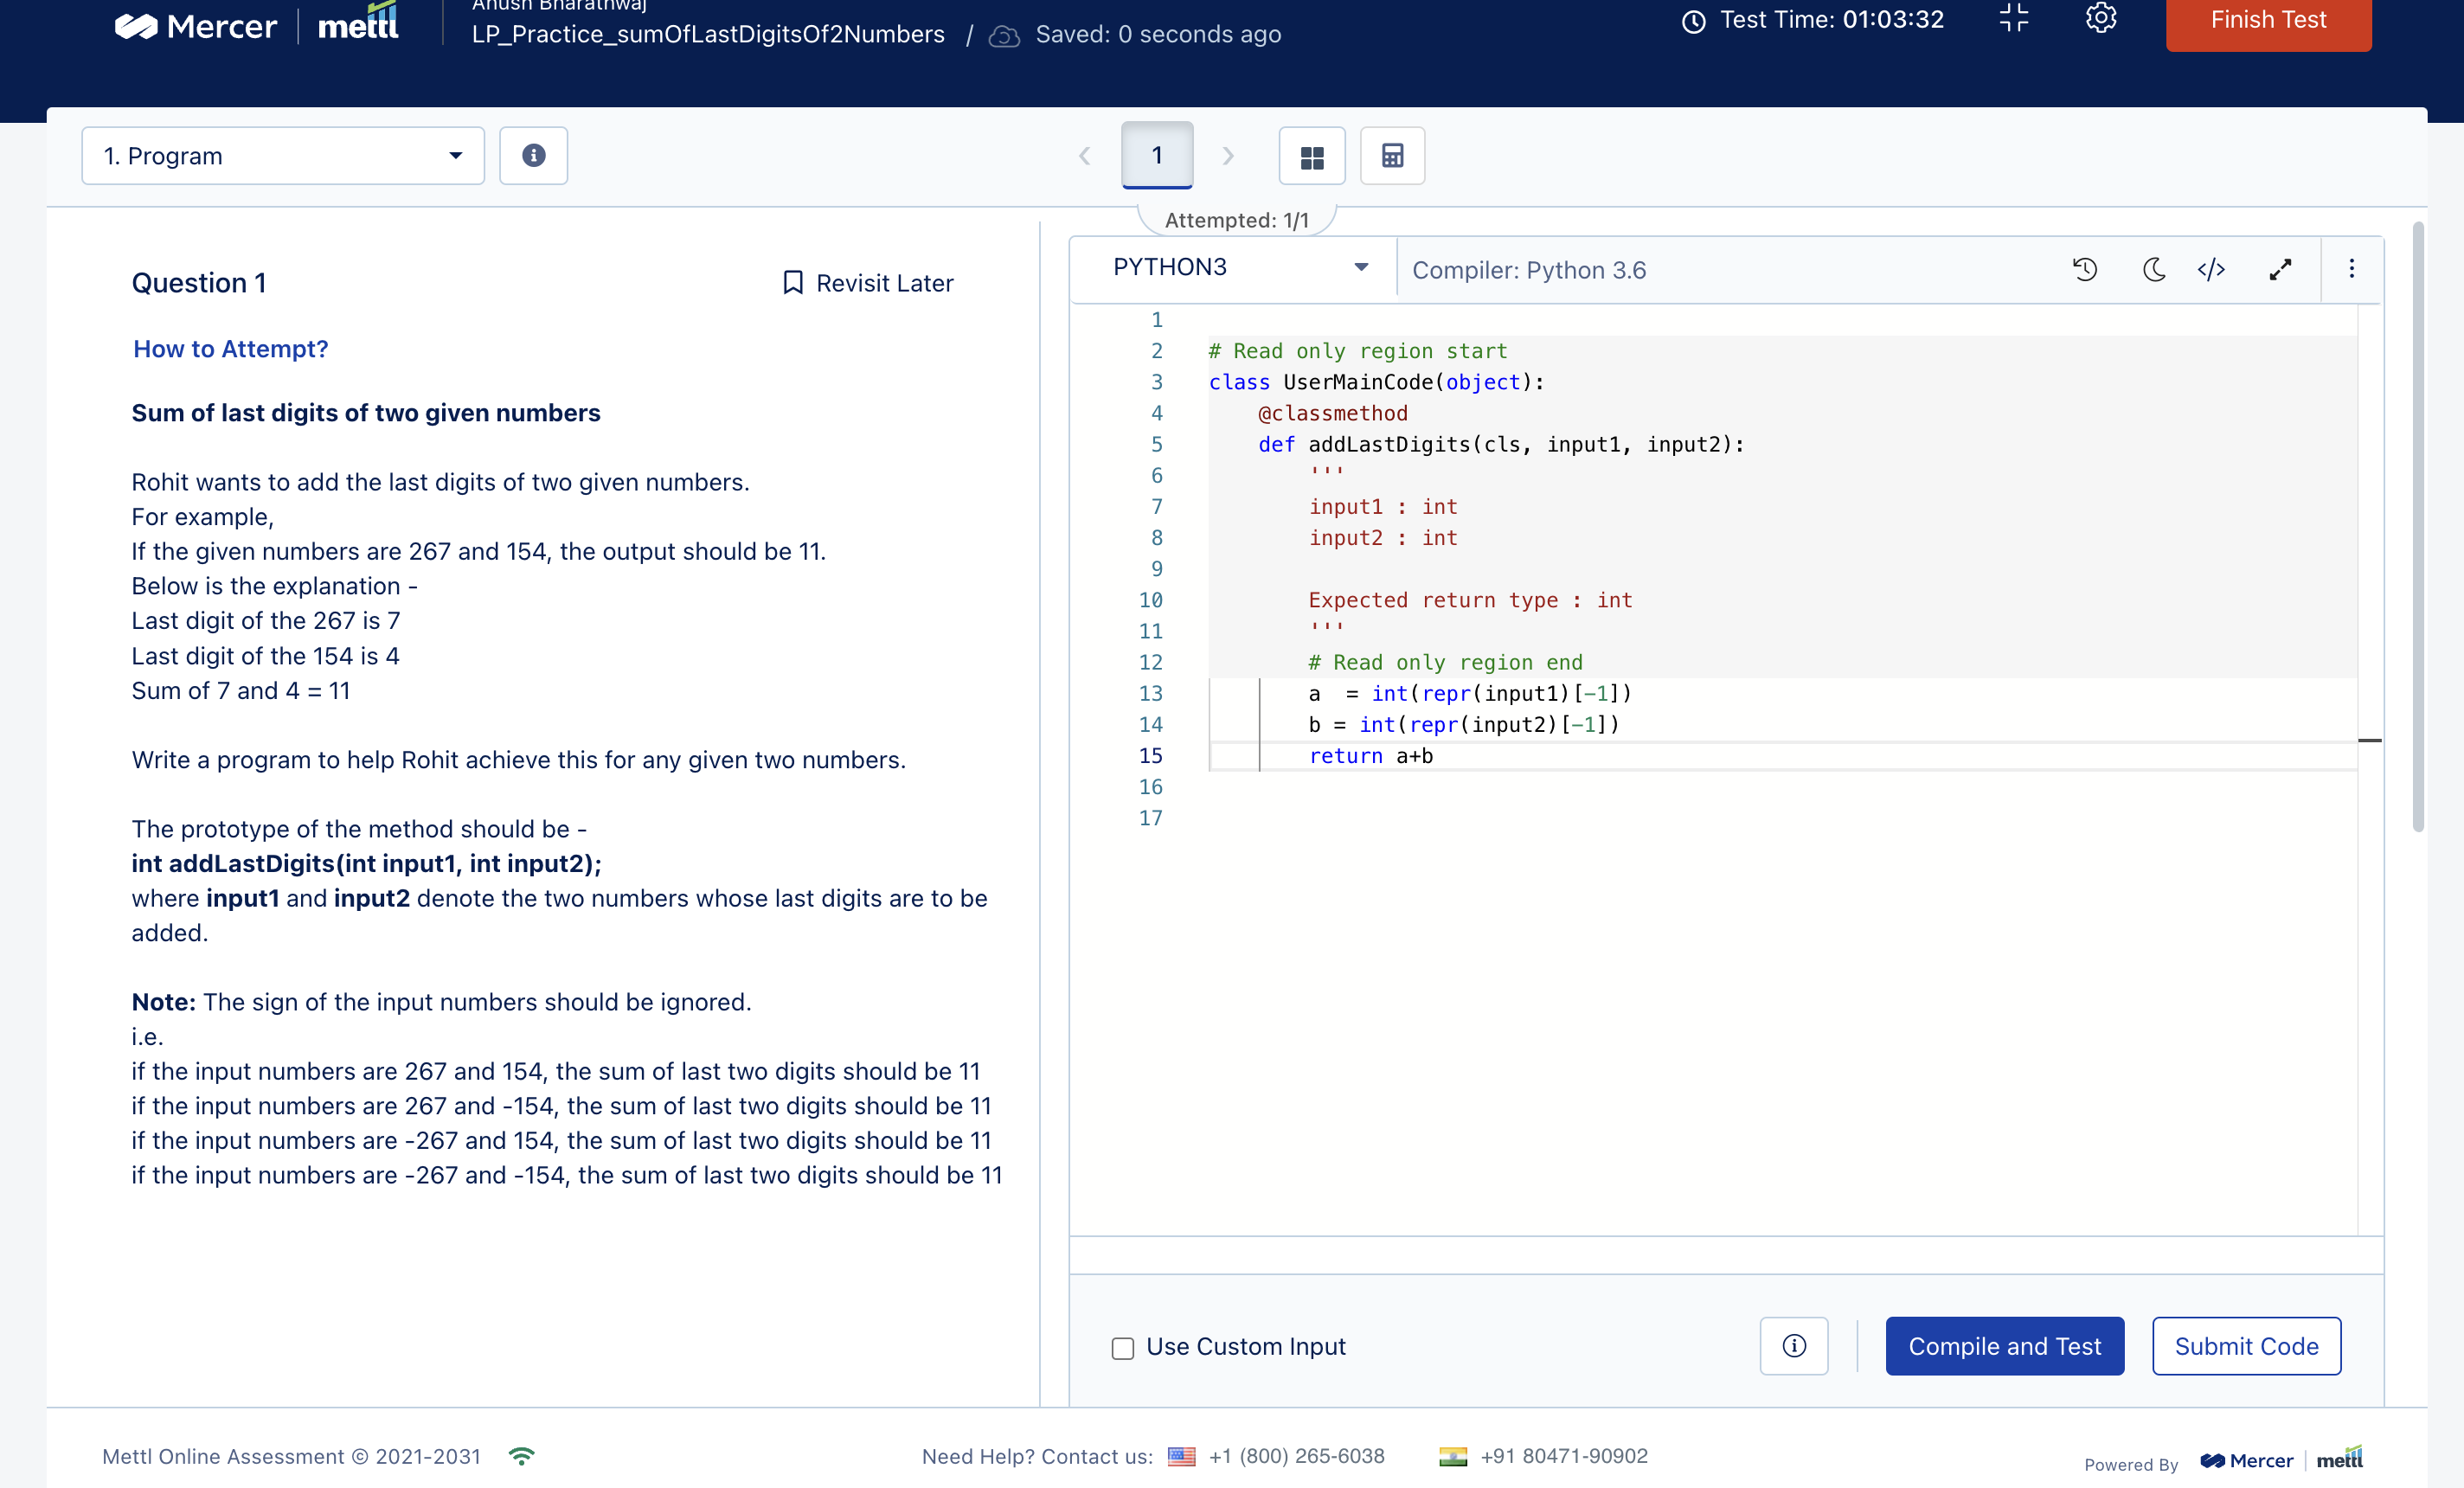 Mercer | mettl
Anush Bharathwaj
LP_Practice_sumOfLastDigitsOf2Numbers / Saved: 0 seconds ago
Test Time: 01:03:32
Finish Test
1. Program
1
Attempted: 1/1
Question 1
Revisit Later
How to Attempt?
Sum of last digits of two given numbers
Rohit wants to add the last digits of two given numbers.
For example,
If the given numbers are 267 and 154, the output should be 11.
Below is the explanation -
Last digit of the 267 is 7
Last digit of the 154 is 4
Sum of 7 and 4 = 11
Write a program to help Rohit achieve this for any given two numbers.
The prototype of the method should be -
int addLastDigits(int input1, int input2);
where input1 and input2 denote the two numbers whose last digits are to be
added.
Note: The sign of the input numbers should be ignored.
i.e.
if the input numbers are 267 and 154, the sum of last two digits should be 11
if the input numbers are 267 and -154, the sum of last two digits should be 11
if the input numbers are -267 and 154, the sum of last two digits should be 11
if the input numbers are -267 and -154, the sum of last two digits should be 11
PYTHON3
Compiler: Python 3.6
1
2 # Read only region start
3 class UserMainCode(object):
4     @classmethod
5     def addLastDigits(cls, input1, input2):
6         '''
7         input1 : int
8         input2 : int
9
10         Expected return type : int
11         '''
12         # Read only region end
13         a  = int(repr(input1)[-1])
14         b = int(repr(input2)[-1])
15         return a+b
16
17
Use Custom Input
Compile and Test
Submit Code
Mettl Online Assessment © 2021-2031
Need Help? Contact us: +1 (800) 265-6038 +91 80471-90902
Powered By Mercer | mettl